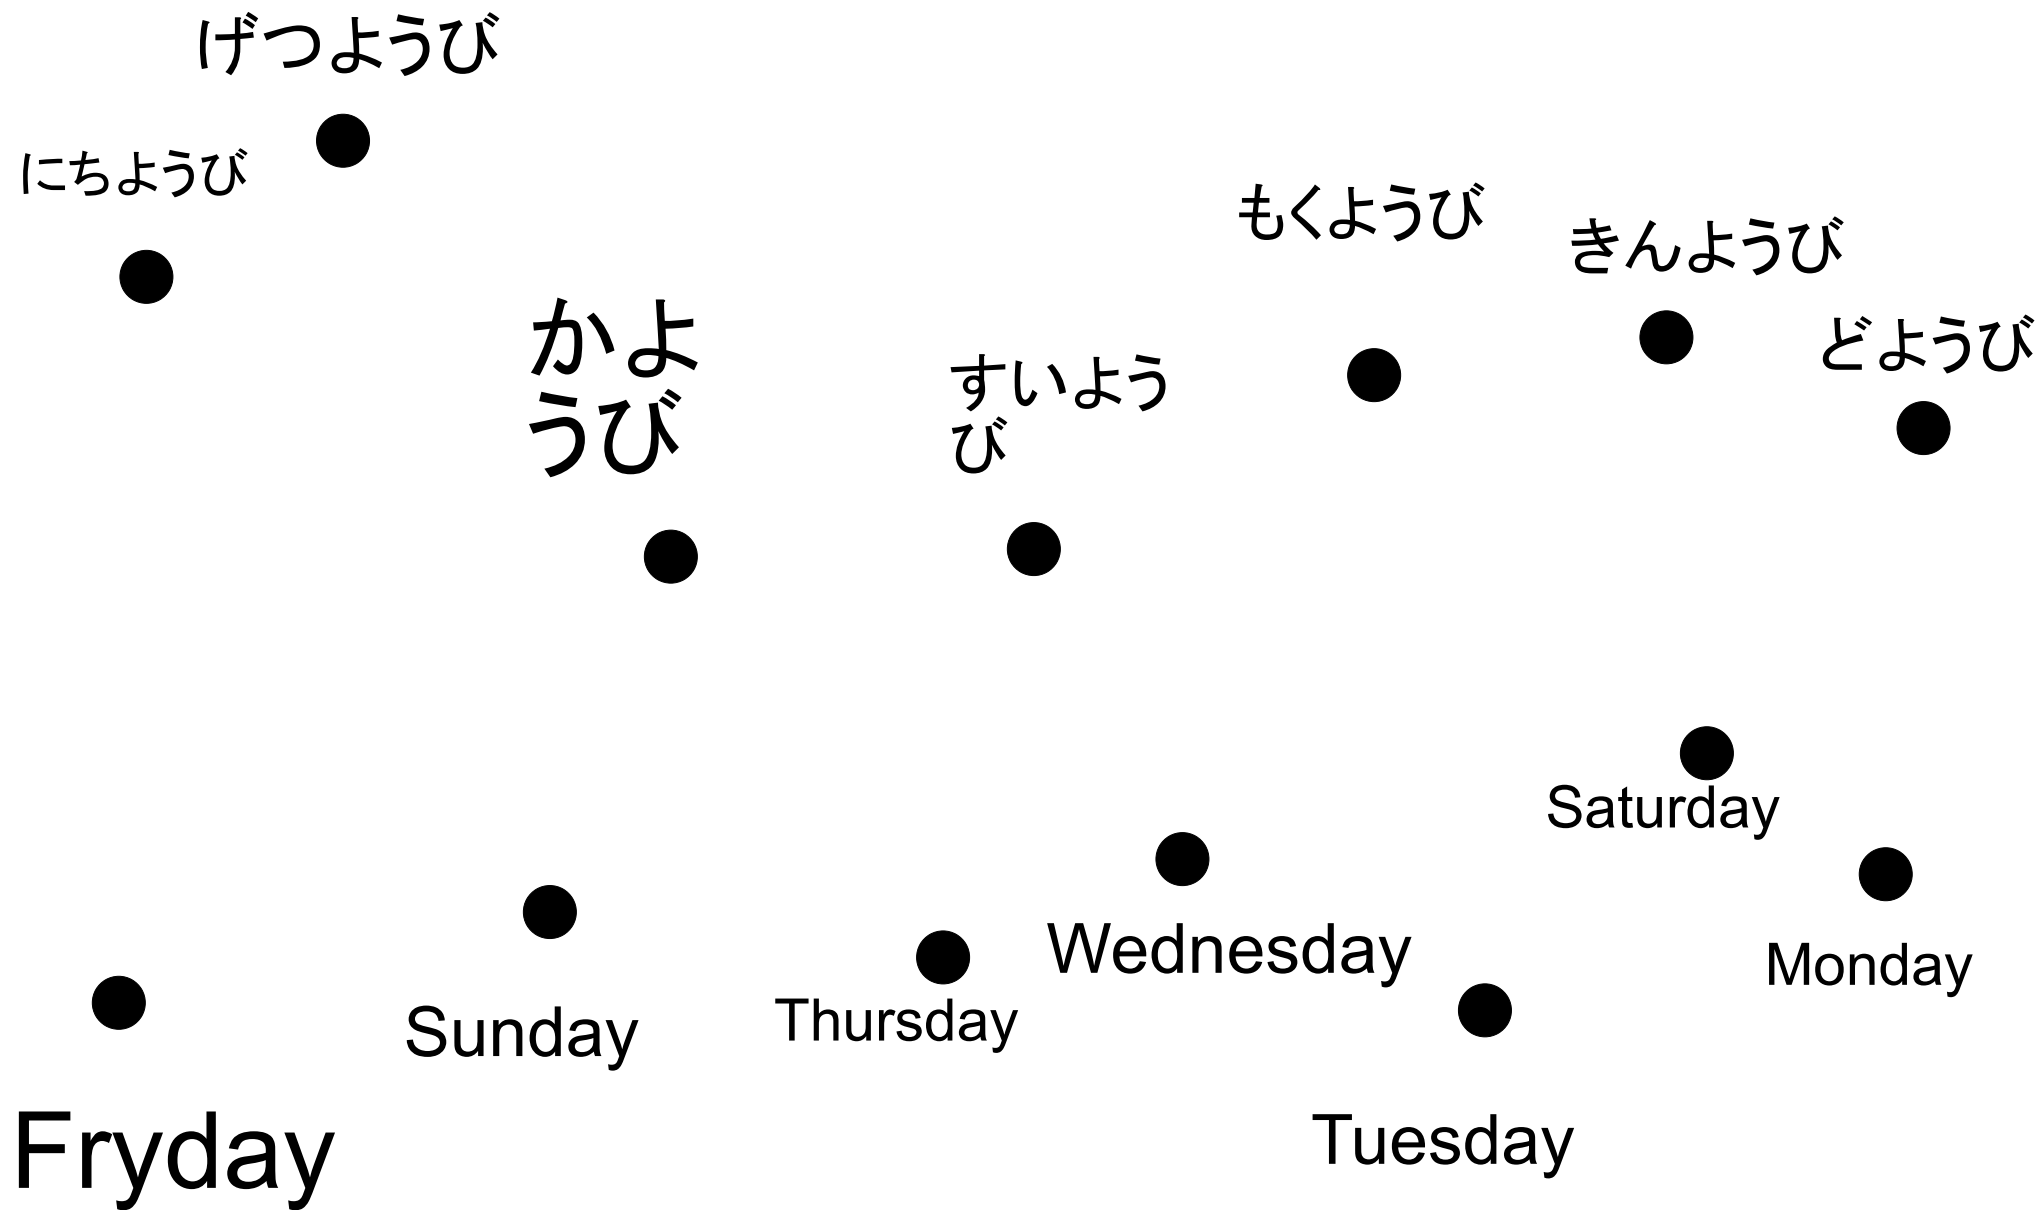 げつようび
にちようび
もくようび
きんようび
かよ
うび
すいよう
び
どようび
Saturday
Wednesday
Monday
Thursday
Sunday
Tuesday
Fryday